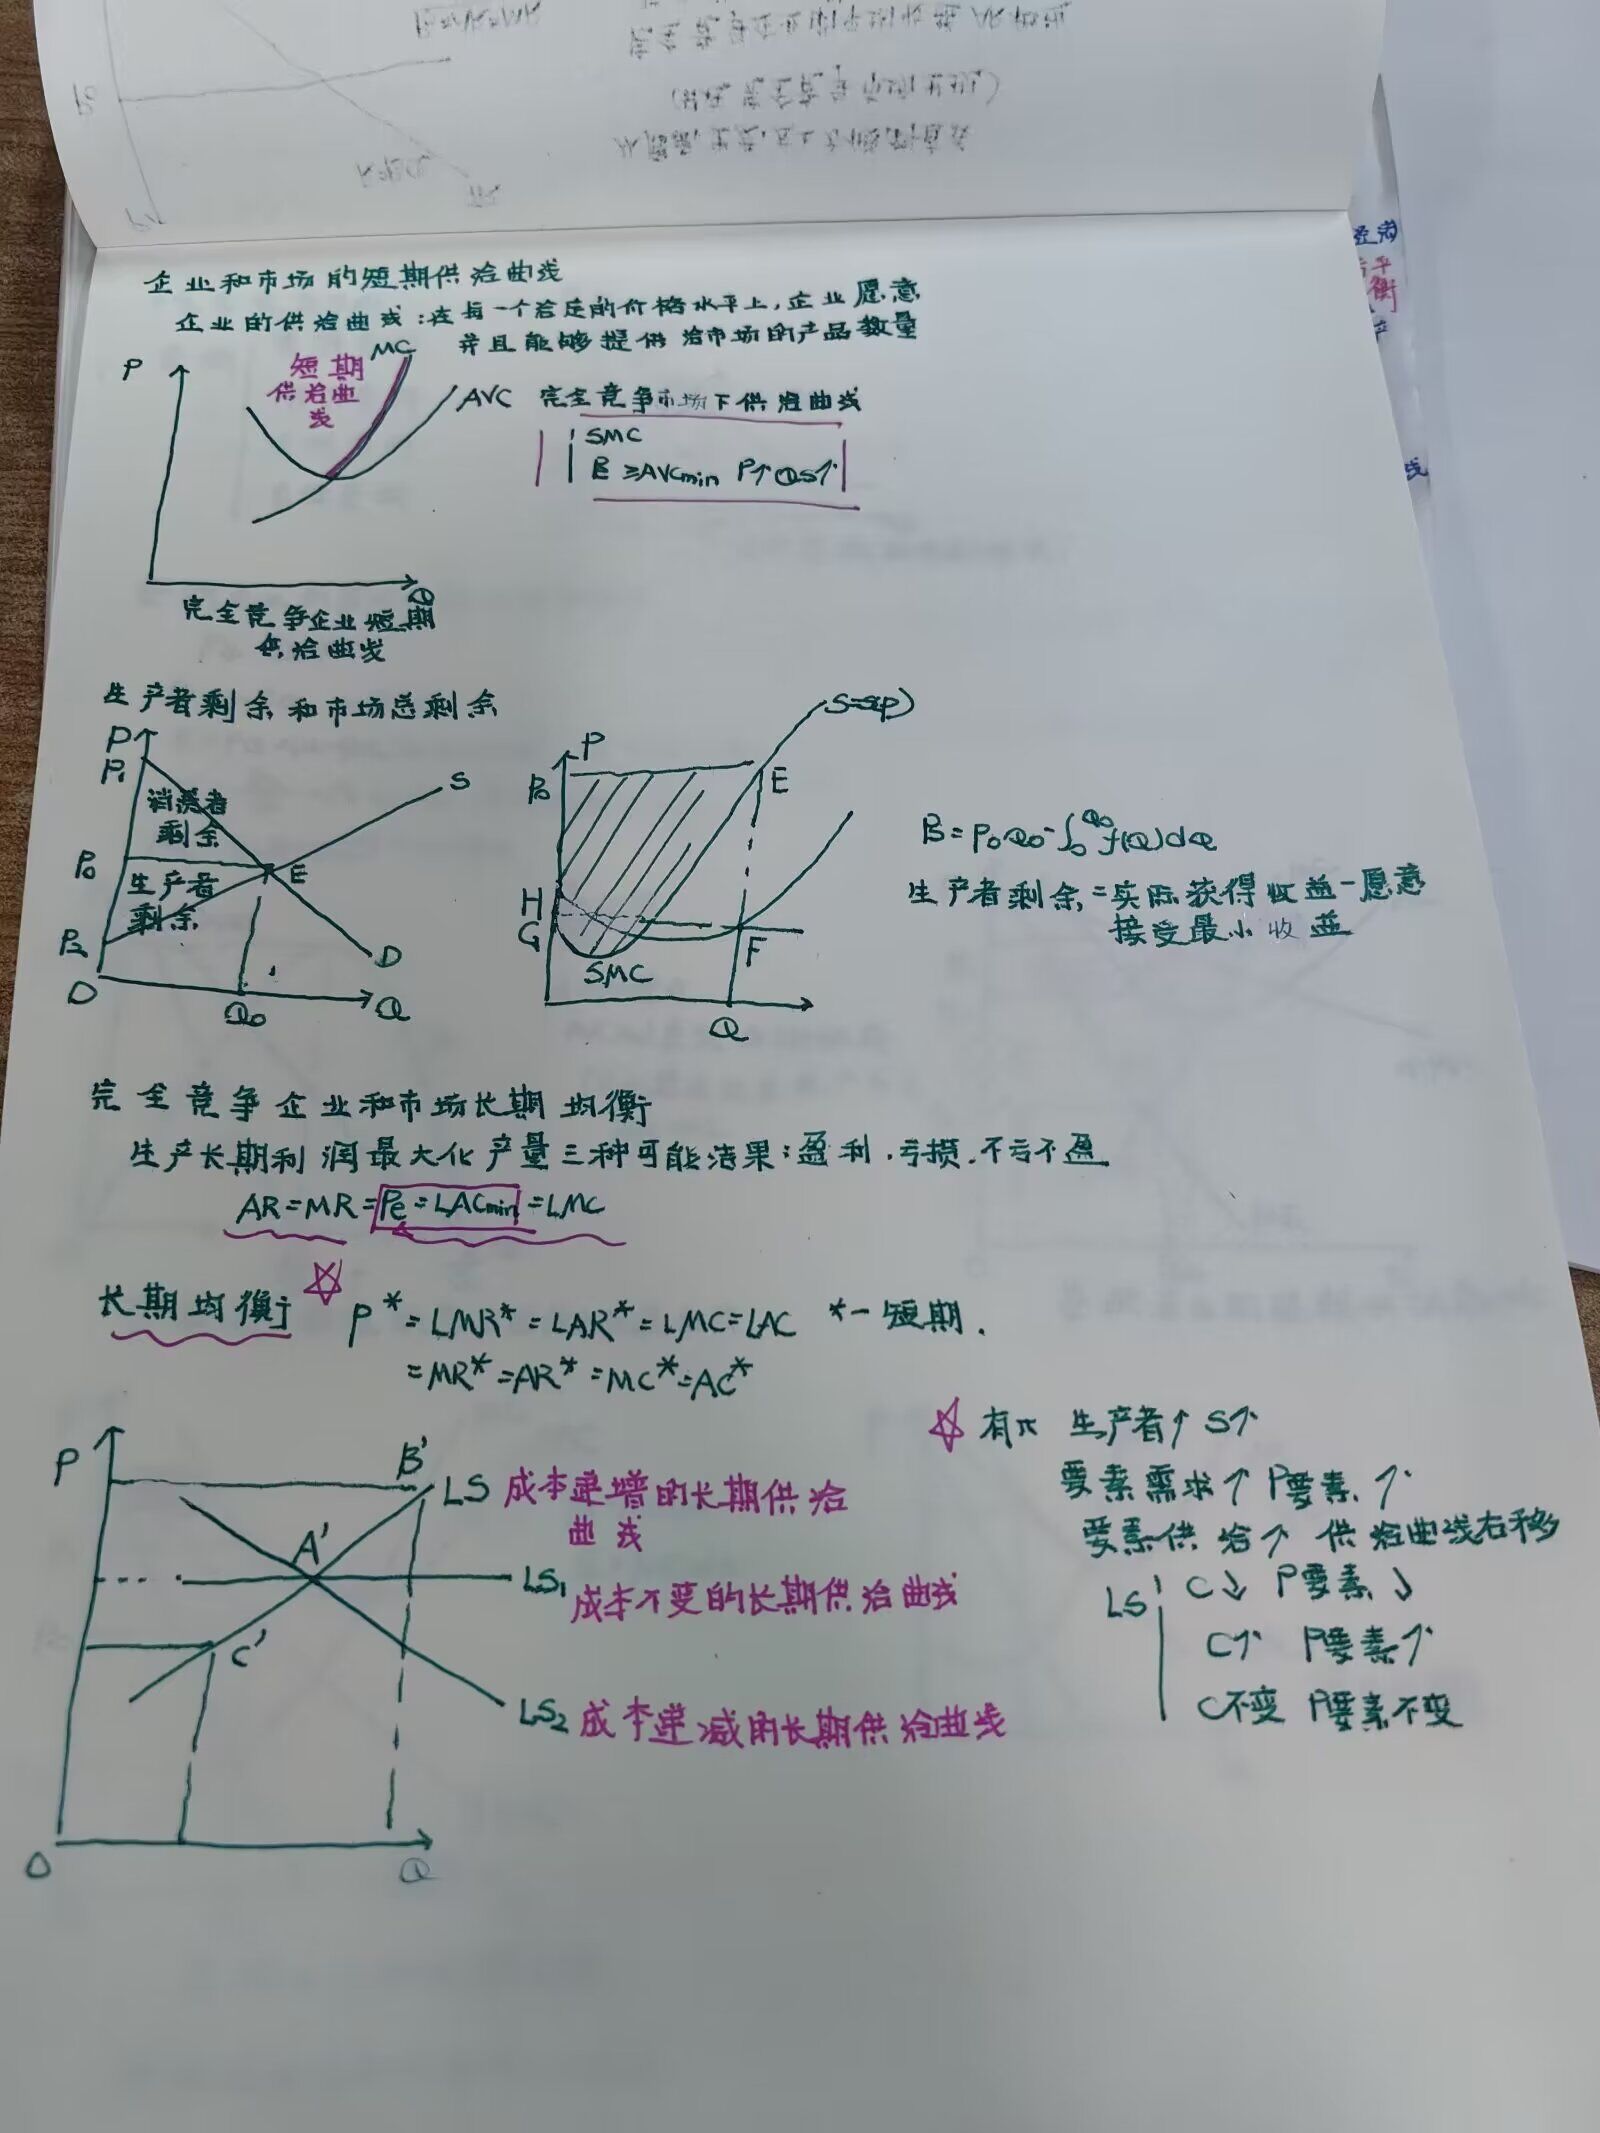 企业和市场的短期供给曲线
企业的供给曲线:在每一个给定的价格水平上,企业愿意
并且能够提供给市场的产品数量
P
短期
供给曲
线
MC
AVC
Q
完全竞争企业短期
供给曲线
完全竞争市场下供给曲线
SMC
P ≥AVCmin P↑ QS↑
生产者剩余和市场总剩余
P
P₁
消费者
剩余
P₀
生产者
剩余
P₂
O
S
E
D
Q₀
Q
P
P₀
H
G
SMC
S=S(p)
E
F
Q
B=P₀Q₀-∫₀^Q₀ f(Q)dQ
生产者剩余=实际获得收益-愿意
接受最小收益
完全竞争企业和市场长期均衡
生产长期利润最大化产量三种可能结果:盈利.亏损.不亏不盈
AR=MR=Pe=LACmin=LMC
长期均衡 ☆ P*=LMR*=LAR*=LMC=LAC *-短期.
=MR*=AR*=MC*=AC*
P
B'
LS 成本递增的长期供给
曲线
A'
LS₁ 成本不变的长期供给曲线
C'
LS₂ 成本递减的长期供给曲线
O
Q
☆ 有π 生产者↑ S↑
要素需求↑ P要素↑
要素供给↑ 供给曲线右移
LS C↓ P要素↓
C↑ P要素↑
C不变 P要素不变